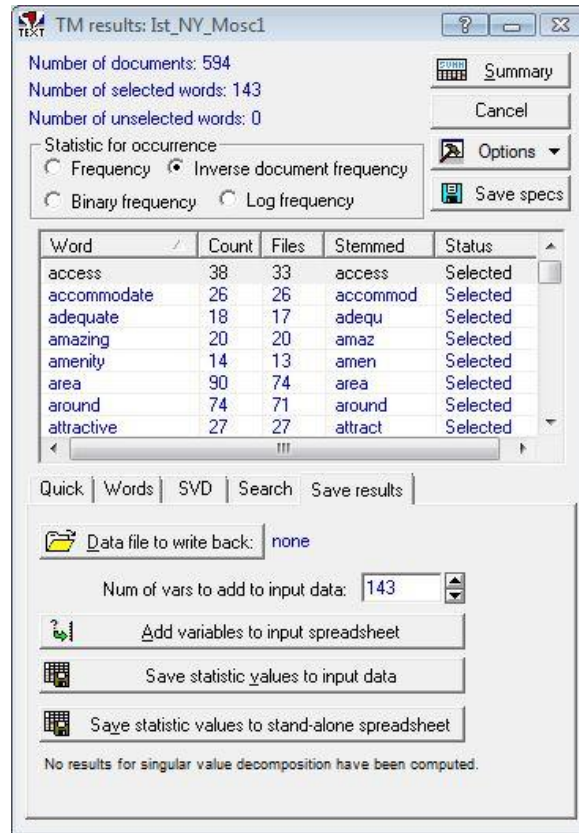 TEXT
TM results: Ist_NY_Mosc1
Number of documents: 594
Number of selected words: 143
Number of unselected words: 0
SUMM Summary
Cancel
Options
Save specs
Statistic for occurrence
Frequency Inverse document frequency
Binary frequency Log frequency
Word Count Files Stemmed Status
access 38 33 access Selected
accommodate 26 26 accommod Selected
adequate 18 17 adequ Selected
amazing 20 20 amaz Selected
amenity 14 13 amen Selected
area 90 74 area Selected
around 74 71 around Selected
attractive 27 27 attract Selected
Quick Words SVD Search Save results
Data file to write back: none
Num of vars to add to input data: 143
Add variables to input spreadsheet
Save statistic values to input data
Save statistic values to stand-alone spreadsheet
No results for singular value decomposition have been computed.